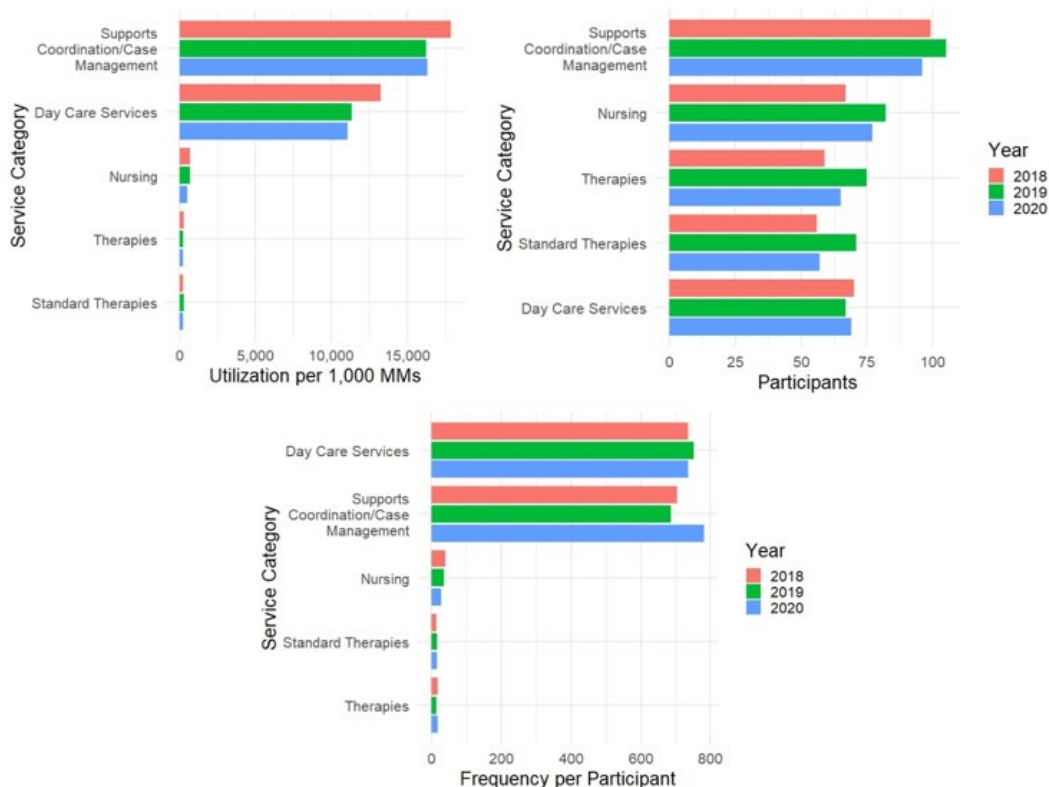 Service Category
Supports
Coordination/Case
Management
Day Care Services
Nursing
Therapies
Standard Therapies
0 5,000 10,000 15,000
Utilization per 1,000 MMs
Service Category
Supports
Coordination/Case
Management
Nursing
Therapies
Standard Therapies
Day Care Services
0 25 50 75 100
Participants
Year
2018
2019
2020
Service Category
Day Care Services
Supports
Coordination/Case
Management
Nursing
Standard Therapies
Therapies
0 200 400 600 800
Frequency per Participant
Year
2018
2019
2020